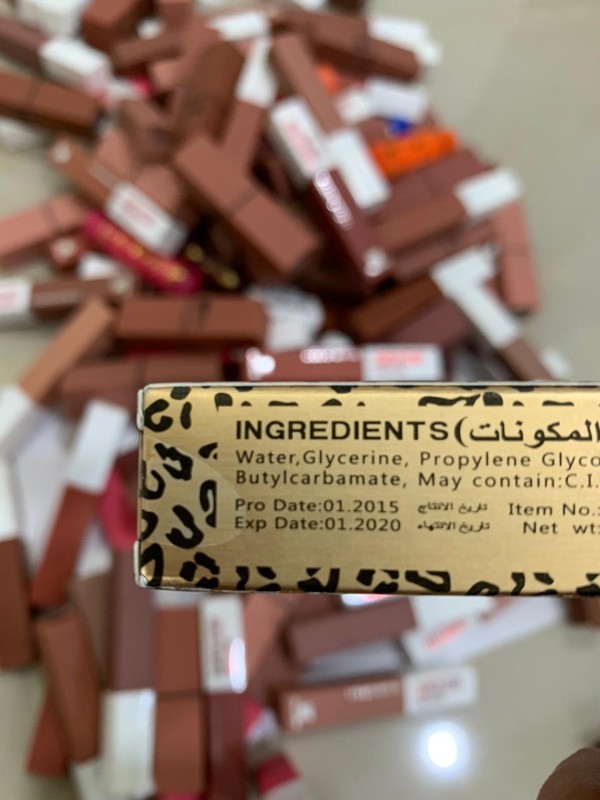 INGREDIENTS(المكونات
Water,Glycerine, Propylene Glyco
Butylcarbamate, May contain:C.I.
Pro Date:01.2015 تاريخ الانتاج Item No.:
Exp Date:01.2020 تاريخ الانتهاء Net wt: